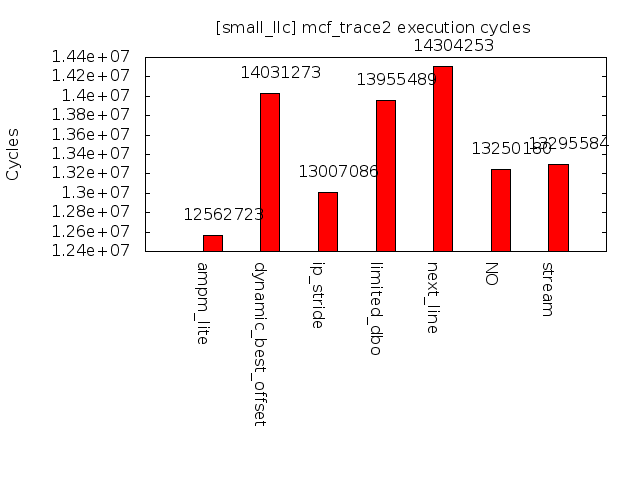 [small_llc] mcf_trace2 execution cycles
Cycles
1.44e+07
1.42e+07
1.4e+07
1.38e+07
1.36e+07
1.34e+07
1.32e+07
1.3e+07
1.28e+07
1.26e+07
1.24e+07
12562723
14031273
13007086
13955489
14304253
13250180
13295584
ampm_lite
dynamic_best_offset
ip_stride
limited_dbo
next_line
NO
stream